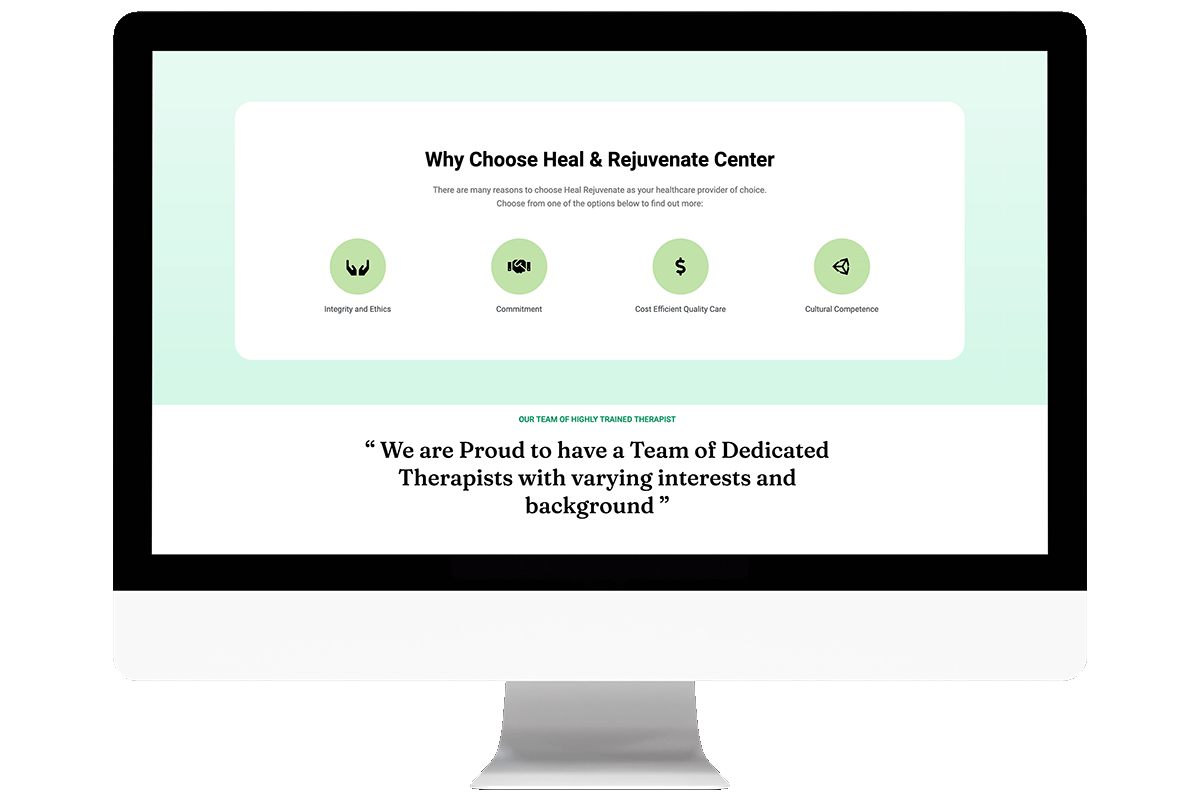 Why Choose Heal & Rejuvenate Center
There are many reasons to choose Heal Rejuvenate as your healthcare provider of choice.
Choose from one of the options below to find out more:
Integrity and Ethics
Commitment
Cost Efficient Quality Care
Cultural Competence
OUR TEAM OF HIGHLY TRAINED THERAPIST
“ We are Proud to have a Team of Dedicated
Therapists with varying interests and
background ”